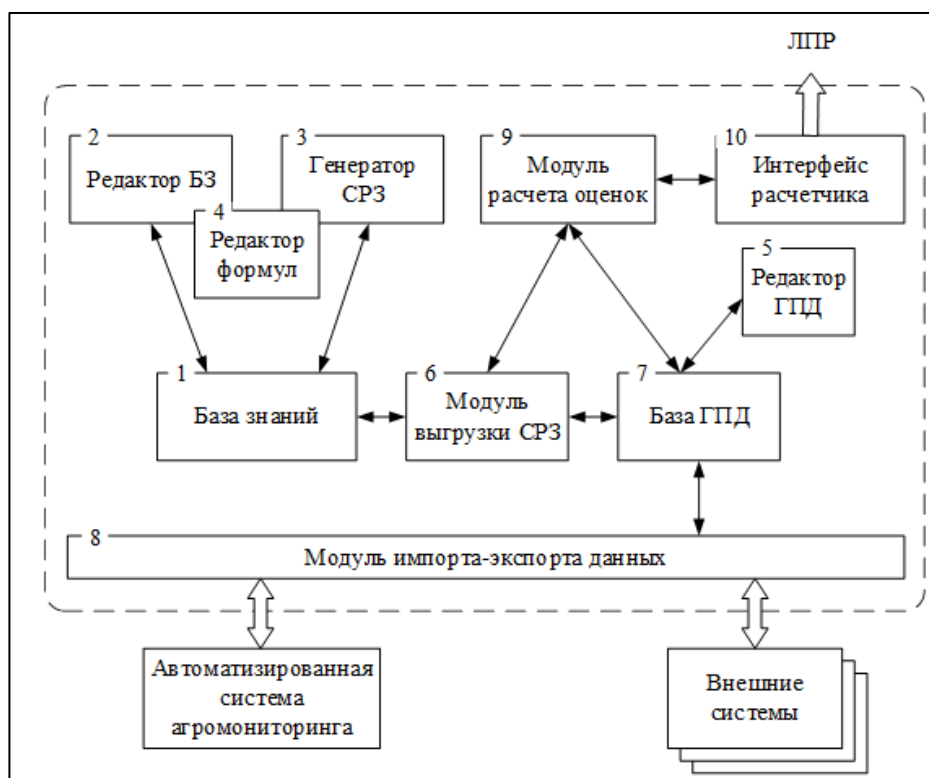 ЛПР
2
Редактор БЗ
3
Генератор
СРЗ
4
Редактор
формул
9
Модуль
расчета оценок
10
Интерфейс
расчетчика
5
Редактор
ГПД
1
База знаний
6
Модуль
выгрузки СРЗ
7
База ГПД
8
Модуль импорта-экспорта данных
Автоматизированная
система
агромониторинга
Внешние
системы